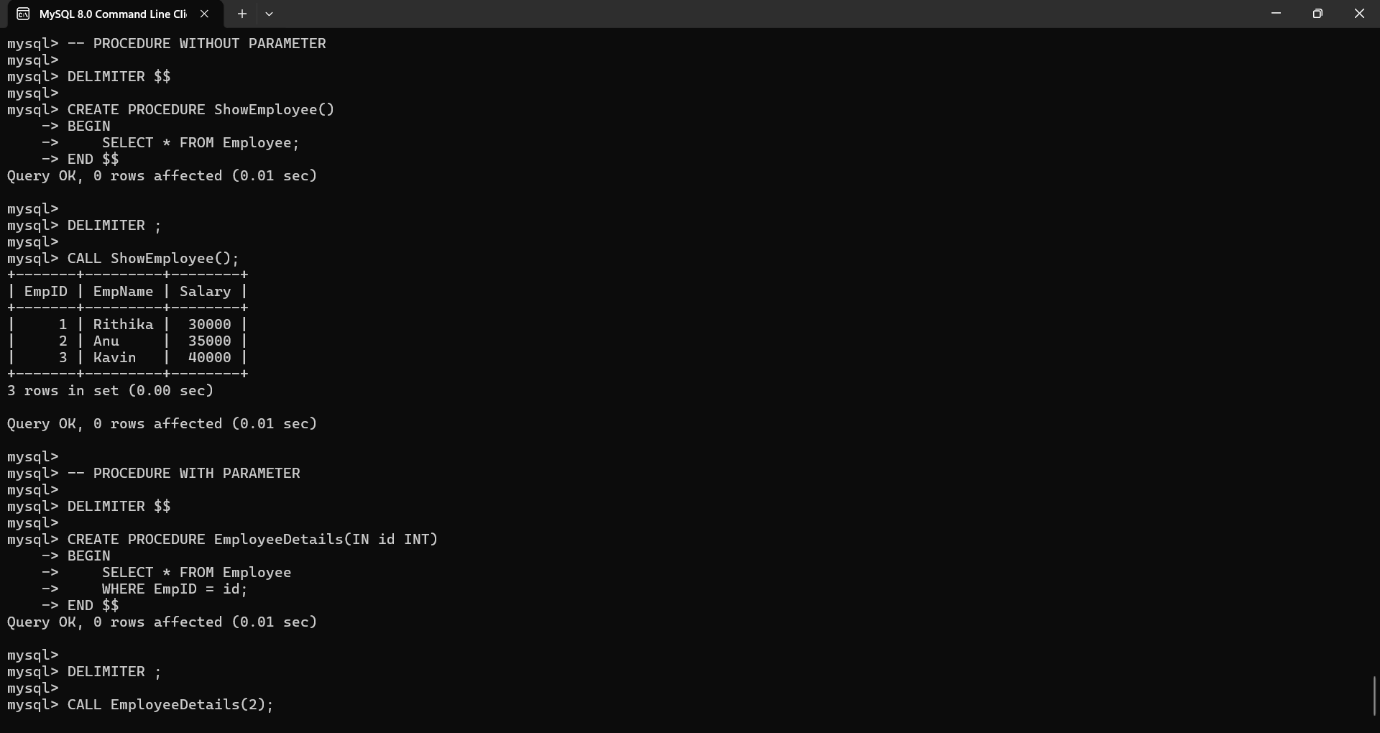 MySQL 8.0 Command Line Cli
mysql> -- PROCEDURE WITHOUT PARAMETER
mysql>
mysql> DELIMITER $$
mysql>
mysql> CREATE PROCEDURE ShowEmployee()
    -> BEGIN
    ->     SELECT * FROM Employee;
    -> END $$
Query OK, 0 rows affected (0.01 sec)

mysql>
mysql> DELIMITER ;
mysql>
mysql> CALL ShowEmployee();
+-------+---------+--------+
| EmpID | EmpName | Salary |
+-------+---------+--------+
|     1 | Rithika |  30000 |
|     2 | Anu     |  35000 |
|     3 | Kavin   |  40000 |
+-------+---------+--------+
3 rows in set (0.00 sec)

Query OK, 0 rows affected (0.01 sec)

mysql>
mysql> -- PROCEDURE WITH PARAMETER
mysql>
mysql> DELIMITER $$
mysql>
mysql> CREATE PROCEDURE EmployeeDetails(IN id INT)
    -> BEGIN
    ->     SELECT * FROM Employee
    ->     WHERE EmpID = id;
    -> END $$
Query OK, 0 rows affected (0.01 sec)

mysql>
mysql> DELIMITER ;
mysql>
mysql> CALL EmployeeDetails(2);